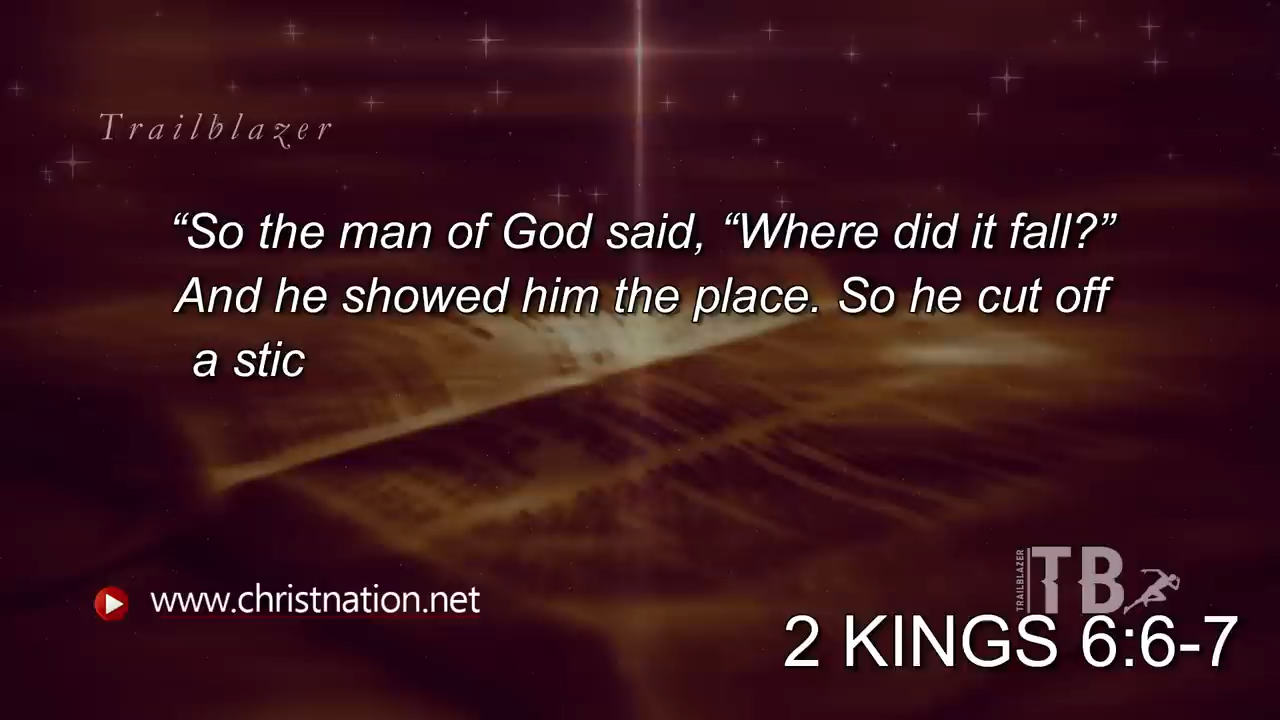 Trailblazer
“So the man of God said, “Where did it fall?”
And he showed him the place. So he cut off
a stic
www.christnation.net
TRAILBLAZER
TB
2 KINGS 6:6-7